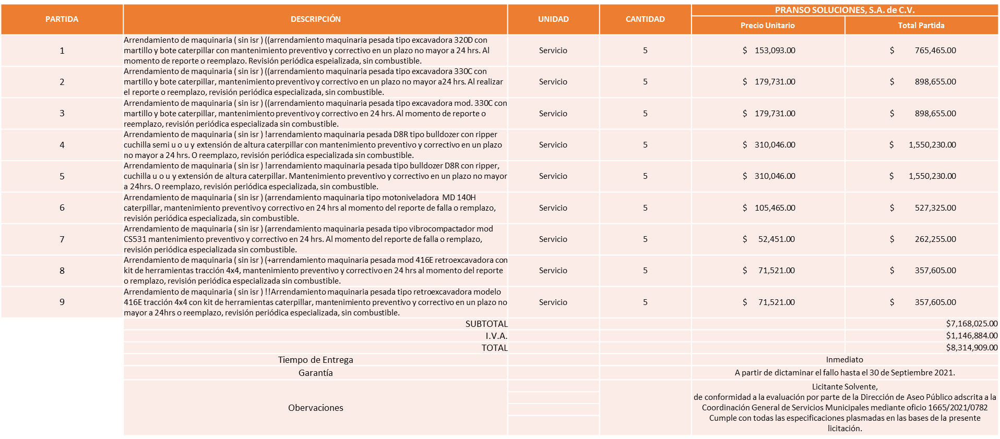 PARTIDA DESCRIPCIÓN UNIDAD CANTIDAD PRANSO SOLUCIONES, S.A. de C.V.
Precio Unitario Total Partida
Arrendamiento de maquinaria ( sin isr ) ((arrendamiento maquinaria pesada tipo excavadora 320D con
1 martillo y bote caterpillar con mantenimiento preventivo y correctivo en un plazo no mayor a 24 hrs. Al Servicio 5 $ 153,093.00 $ 765,465.00
momento de reporte o reemplazo. Revisión periódica espeializada, sin combustible.
Arrendamiento de maquinaria ( sin isr ) ((arrendamiento maquinaria pesada tipo excavadora 330C con
2 martillo y bote caterpillar, mantenimiento preventivo y correctivo en un plazo no mayor a24 hrs. Al realizar Servicio 5 $ 179,731.00 $ 898,655.00
el reporte o reemplazo, revisión periódica especializada, sin combustible.
Arrendamiento de maquinaria ( sin isr ) ((arrendamiento maquinaria pesada tipo excavadora mod. 330C con
3 martillo y bote caterpillar, mantenimiento preventivo y correctivo en 24 hrs. Al momento de reporte o Servicio 5 $ 179,731.00 $ 898,655.00
reemplazo, revisión periódica especializada sin combustible.
Arrendamiento de maquinaria ( sin isr ) !arrendamiento maquinaria pesada D8R tipo bulldozer con ripper
4 cuchilla semi u o u y extensión de altura caterpillar con mantenimiento preventivo y correctivo en un plazo Servicio 5 $ 310,046.00 $ 1,550,230.00
no mayor a 24 hrs. O reemplazo, revisión periódica especializada sin combustible.
Arrendamiento de maquinaria ( sin isr ) !arrendamiento maquinaria pesada tipo bulldozer D8R con ripper,
5 cuchilla u o u y extensión de altura caterpillar. Mantenimiento preventivo y correctivo en un plazo no mayor Servicio 5 $ 310,046.00 $ 1,550,230.00
a 24hrs. O reemplazo, revisión periódica especializada, sin combustible.
Arrendamiento de maquinaria ( sin isr ) (arrendamiento maquinaria tipo motoniveladora MD 140H
6 caterpillar, mantenimiento preventivo y correctivo en 24 hrs al momento del reporte de falla o remplazo, Servicio 5 $ 105,465.00 $ 527,325.00
revisión periódica especializada, sin combustible.
Arrendamiento de maquinaria ( sin isr ) (arrendamiento maquinaria pesada tipo vibrocompactador mod
7 CS531 mantenimiento preventivo y correctivo en 24 hrs. Al momento del reporte de falla o remplazo, Servicio 5 $ 52,451.00 $ 262,255.00
revisión periódica especializada sin combustible.
Arrendamiento de maquinaria ( sin isr ) (+arrendamiento maquinaria pesada mod 416E retroexcavadora con
8 kit de herramientas tracción 4x4, mantenimiento preventivo y correctivo en 24 hrs al momento del reporte Servicio 5 $ 71,521.00 $ 357,605.00
o remplazo, revisión periódica especializada sin combustible.
Arrendamiento de maquinaria ( sin isr ) !!Arrendamiento maquinaria pesada tipo retroexcavadora modelo
9 416E tracción 4x4 con kit de herramientas caterpillar, mantenimiento preventivo y correctivo en un plazo no Servicio 5 $ 71,521.00 $ 357,605.00
mayor a 24hrs o reemplazo, revisión periódica especializada, sin combustible.
SUBTOTAL $7,168,025.00
I.V.A. $1,146,884.00
TOTAL $8,314,909.00
Tiempo de Entrega Inmediato
Garantía A partir de dictaminar el fallo hasta el 30 de Septiembre 2021.
Obervaciones
Licitante Solvente,
de conformidad a la evaluación por parte de la Dirección de Aseo Público adscrita a la
Coordinación General de Servicios Municipales mediante oficio 1665/2021/0782
Cumple con todas las especificaciones plasmadas en las bases de la presente
licitación.